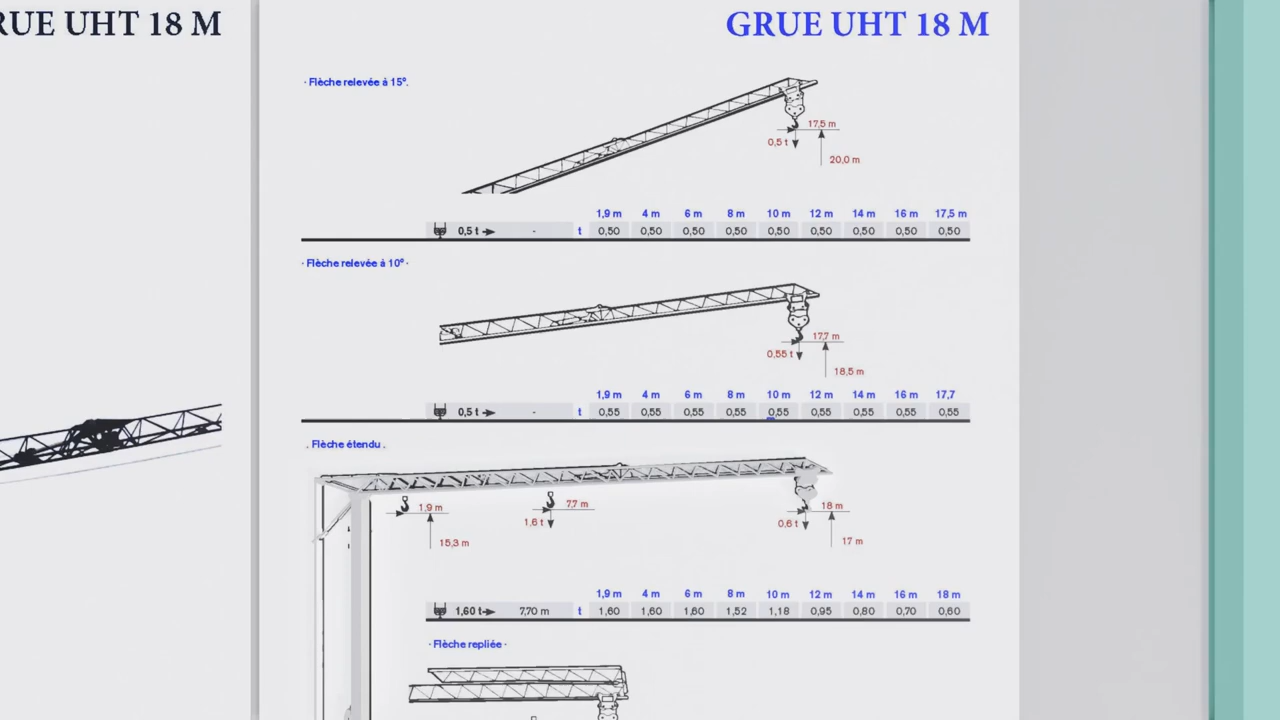 RUE UHT 18 M
GRUE UHT 18 M
· Flèche relevée à 15°.
17,5 m
0,5 t
20,0 m
1,9 m 4 m 6 m 8 m 10 m 12 m 14 m 16 m 17,5 m
0,5 t - t 0,50 0,50 0,50 0,50 0,50 0,50 0,50 0,50 0,50
· Flèche relevée à 10° ·
17,7 m
0,55 t
18,5 m
1,9 m 4 m 6 m 8 m 10 m 12 m 14 m 16 m 17,7
0,5 t - t 0,55 0,55 0,55 0,55 0,55 0,55 0,55 0,55 0,55
. Flèche étendu .
1,9 m 7,7 m 18 m
1,6 t 0,6 t
15,3 m 17 m
1,9 m 4 m 6 m 8 m 10 m 12 m 14 m 16 m 18 m
1,60 t 7,70 m t 1,60 1,60 1,60 1,52 1,18 0,95 0,80 0,70 0,60
· Flèche repliée ·